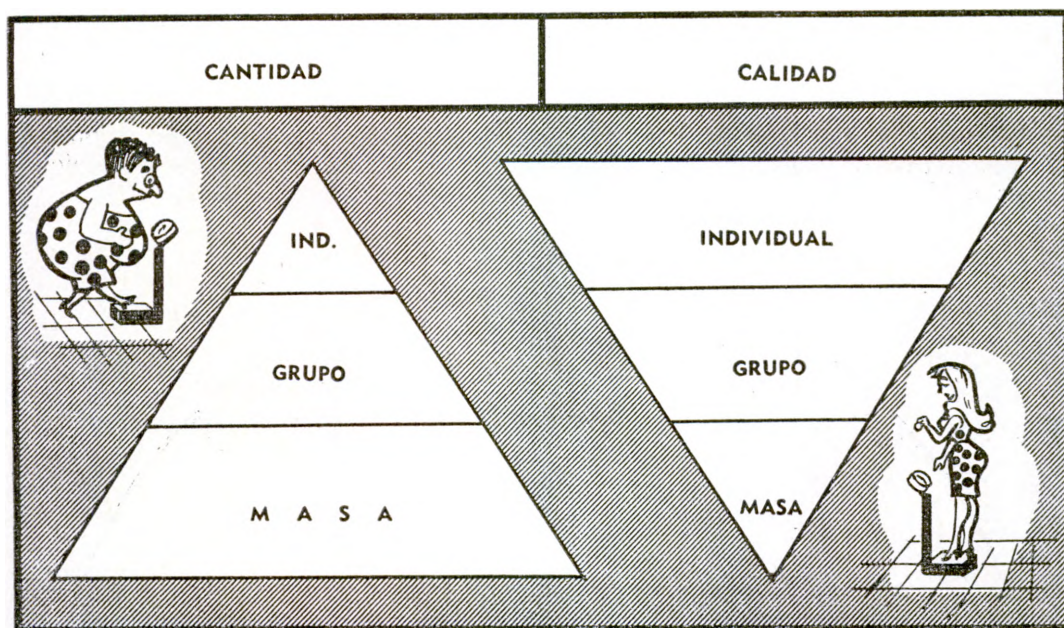 CANTIDAD
CALIDAD
IND.
GRUPO
M A S A
INDIVIDUAL
GRUPO
MASA